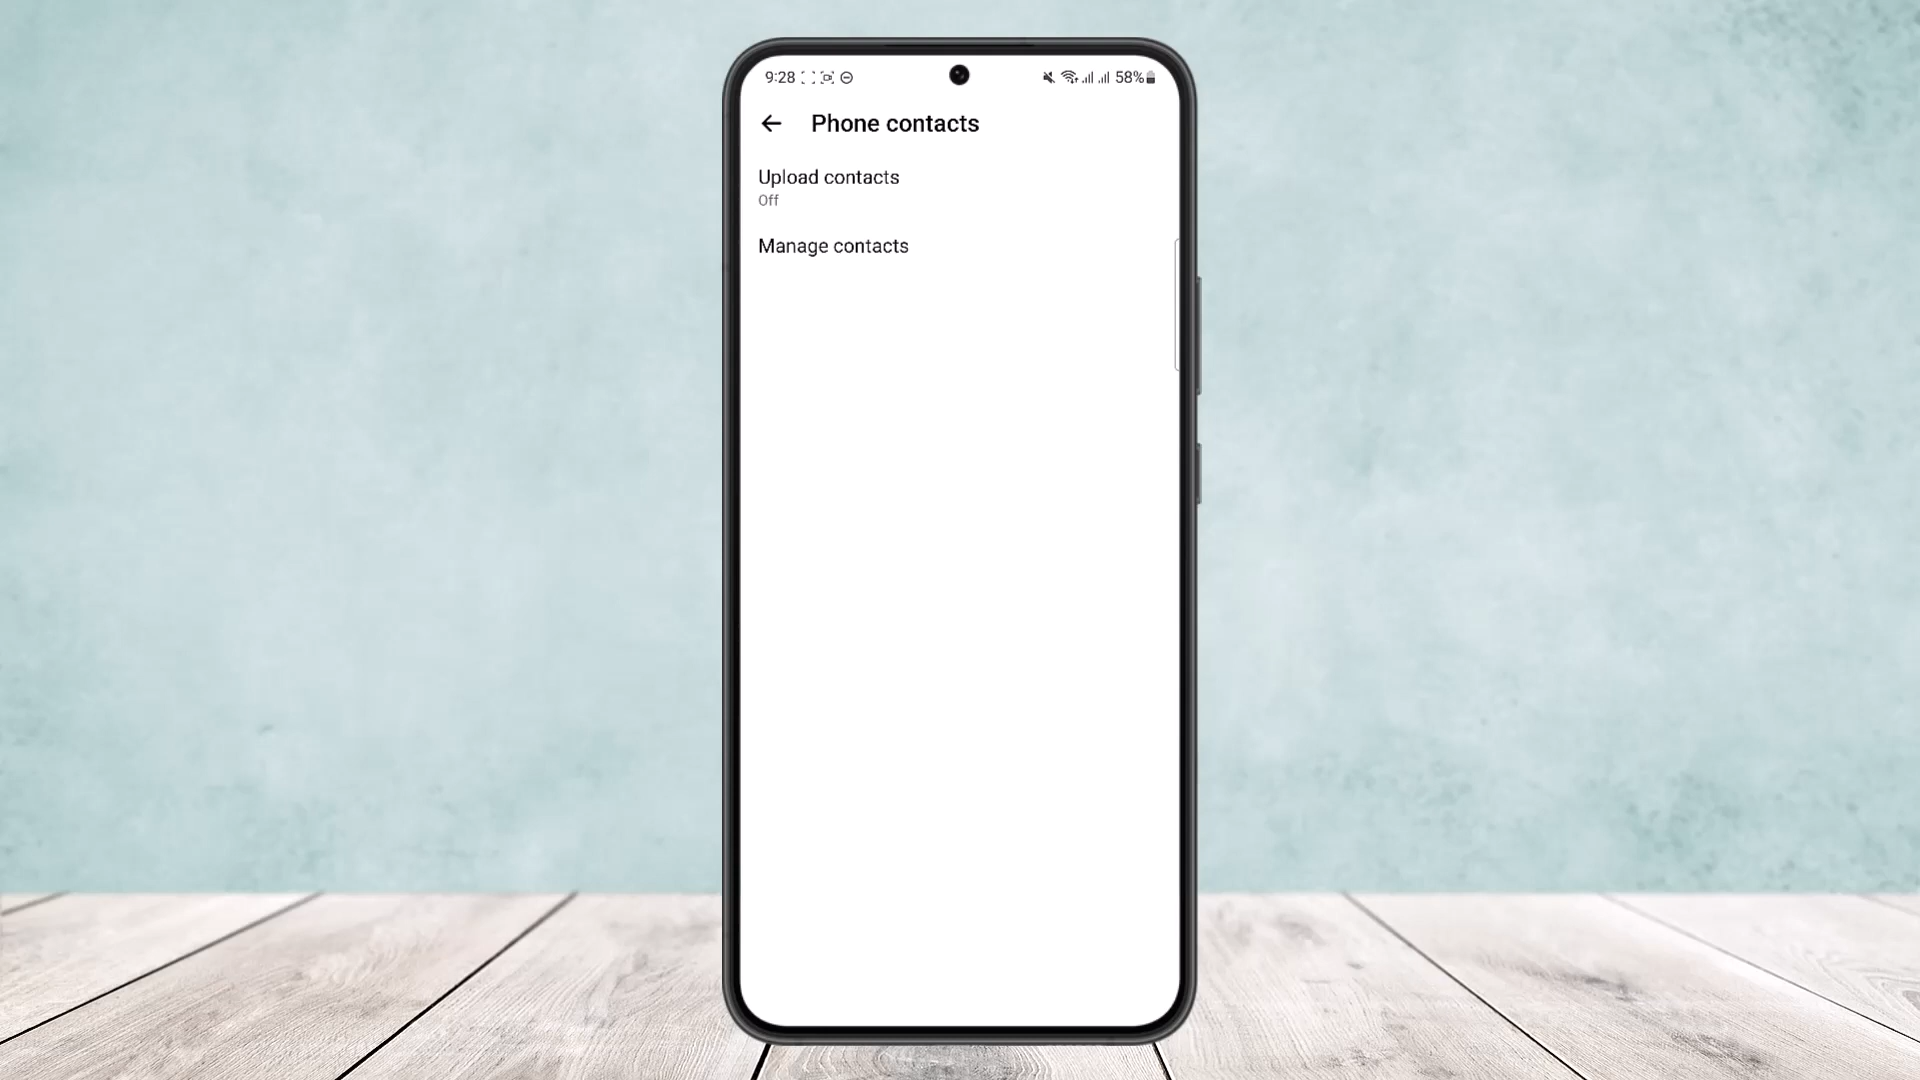 9:28 58%
Phone contacts
Upload contacts
Off
Manage contacts